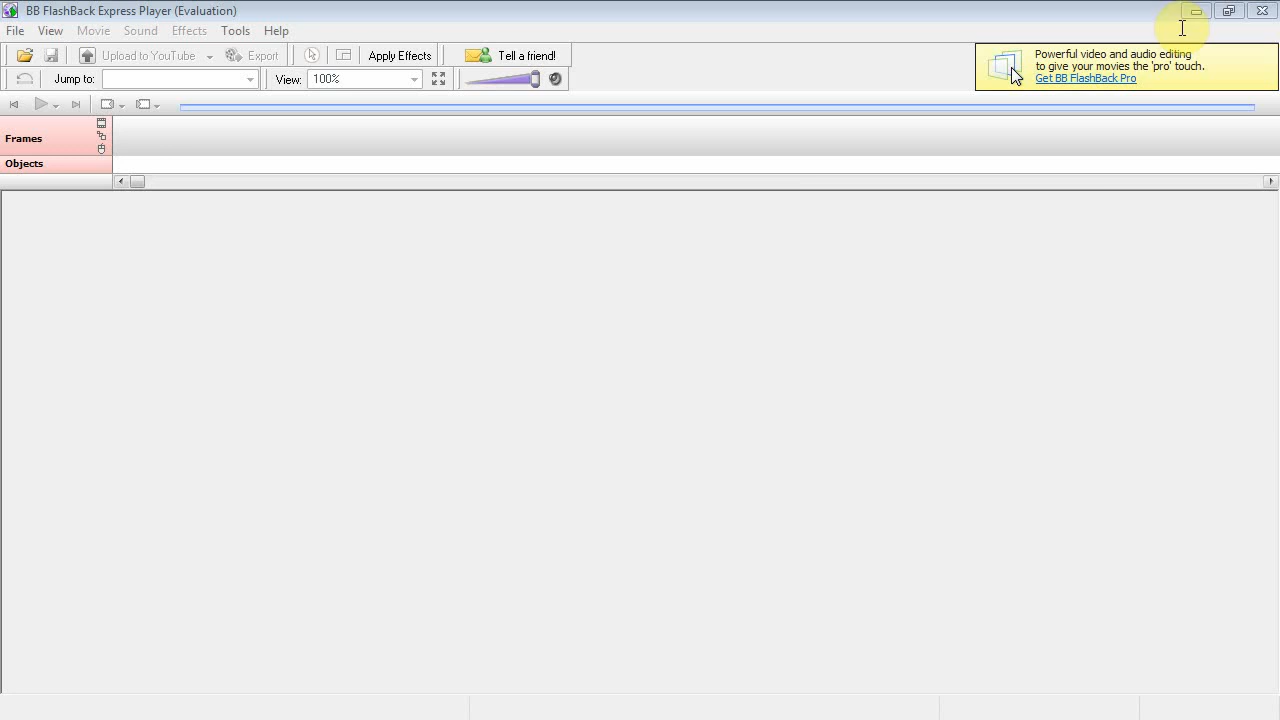 BB FlashBack Express Player (Evaluation)
File View Movie Sound Effects Tools Help
Upload to YouTube Export Apply Effects Tell a friend!
Jump to: View: 100%
Powerful video and audio editing
to give your movies the 'pro' touch.
Get BB FlashBack Pro
Frames
Objects